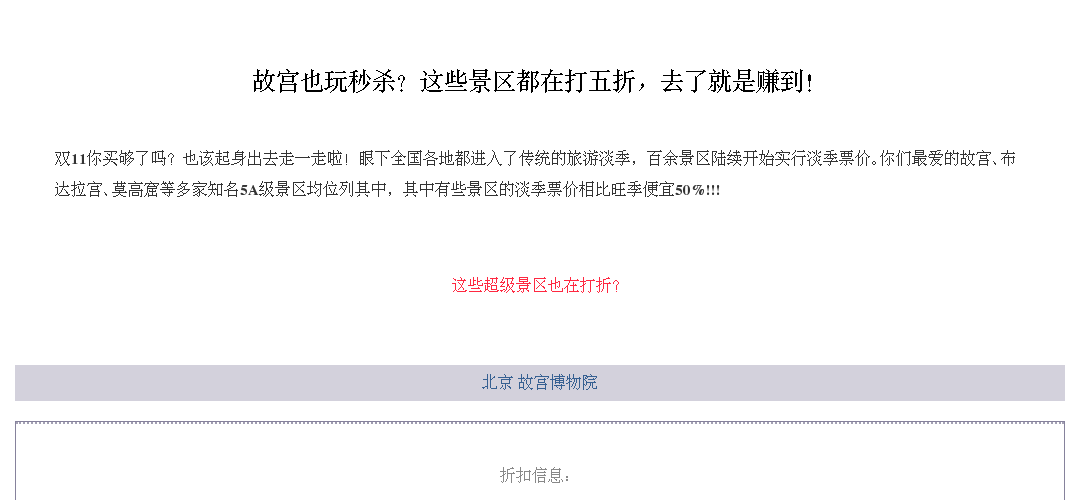 故宫也玩秒杀？这些景区都在打五折，去了就是赚到！
双11你买够了吗？也该起身出去走一走啦！眼下全国各地都进入了传统的旅游淡季，百余景区陆续开始实行淡季票价。你们最爱的故宫、布
达拉宫、莫高窟等多家知名5A级景区均位列其中，其中有些景区的淡季票价相比旺季便宜50%!!!
这些超级景区也在打折？
北京 故宫博物院
折扣信息：